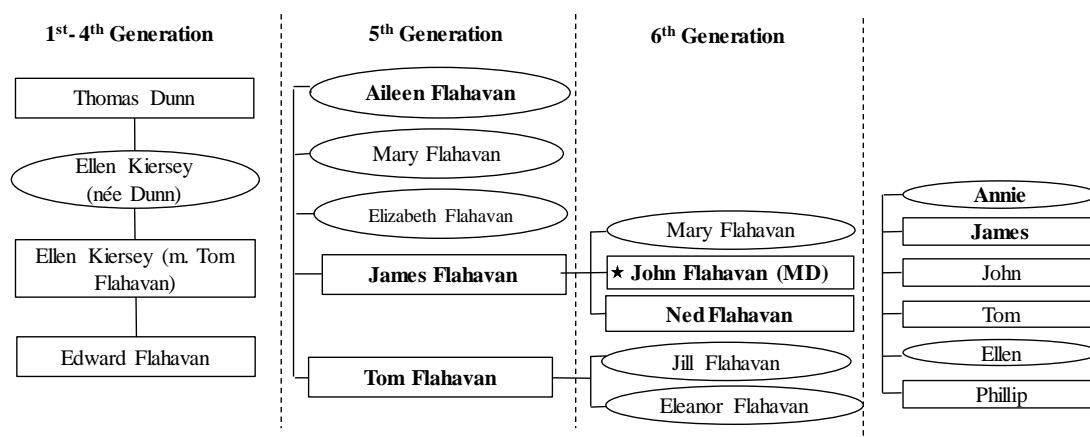 1st- 4th Generation
5th Generation
6th Generation
Thomas Dunn
Ellen Kiersey
(née Dunn)
Ellen Kiersey (m. Tom
Flahavan)
Edward Flahavan
Aileen Flahavan
Mary Flahavan
Elizabeth Flahavan
James Flahavan
Tom Flahavan
Mary Flahavan
★ John Flahavan (MD)
Ned Flahavan
Jill Flahavan
Eleanor Flahavan
Annie
James
John
Tom
Ellen
Phillip